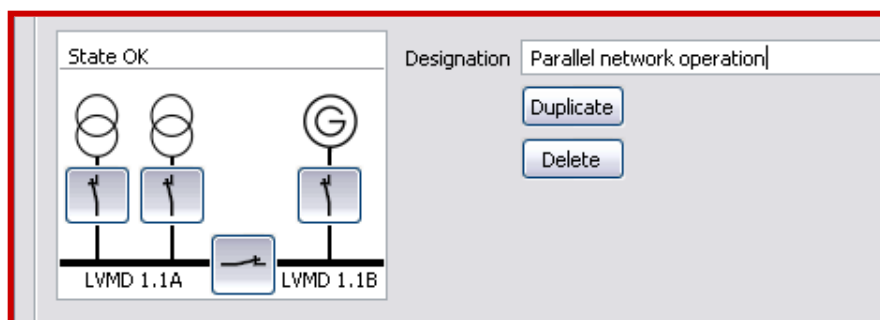 State OK
Designation Parallel network operation
G
Duplicate
Delete
LVMD 1.1A LVMD 1.1B